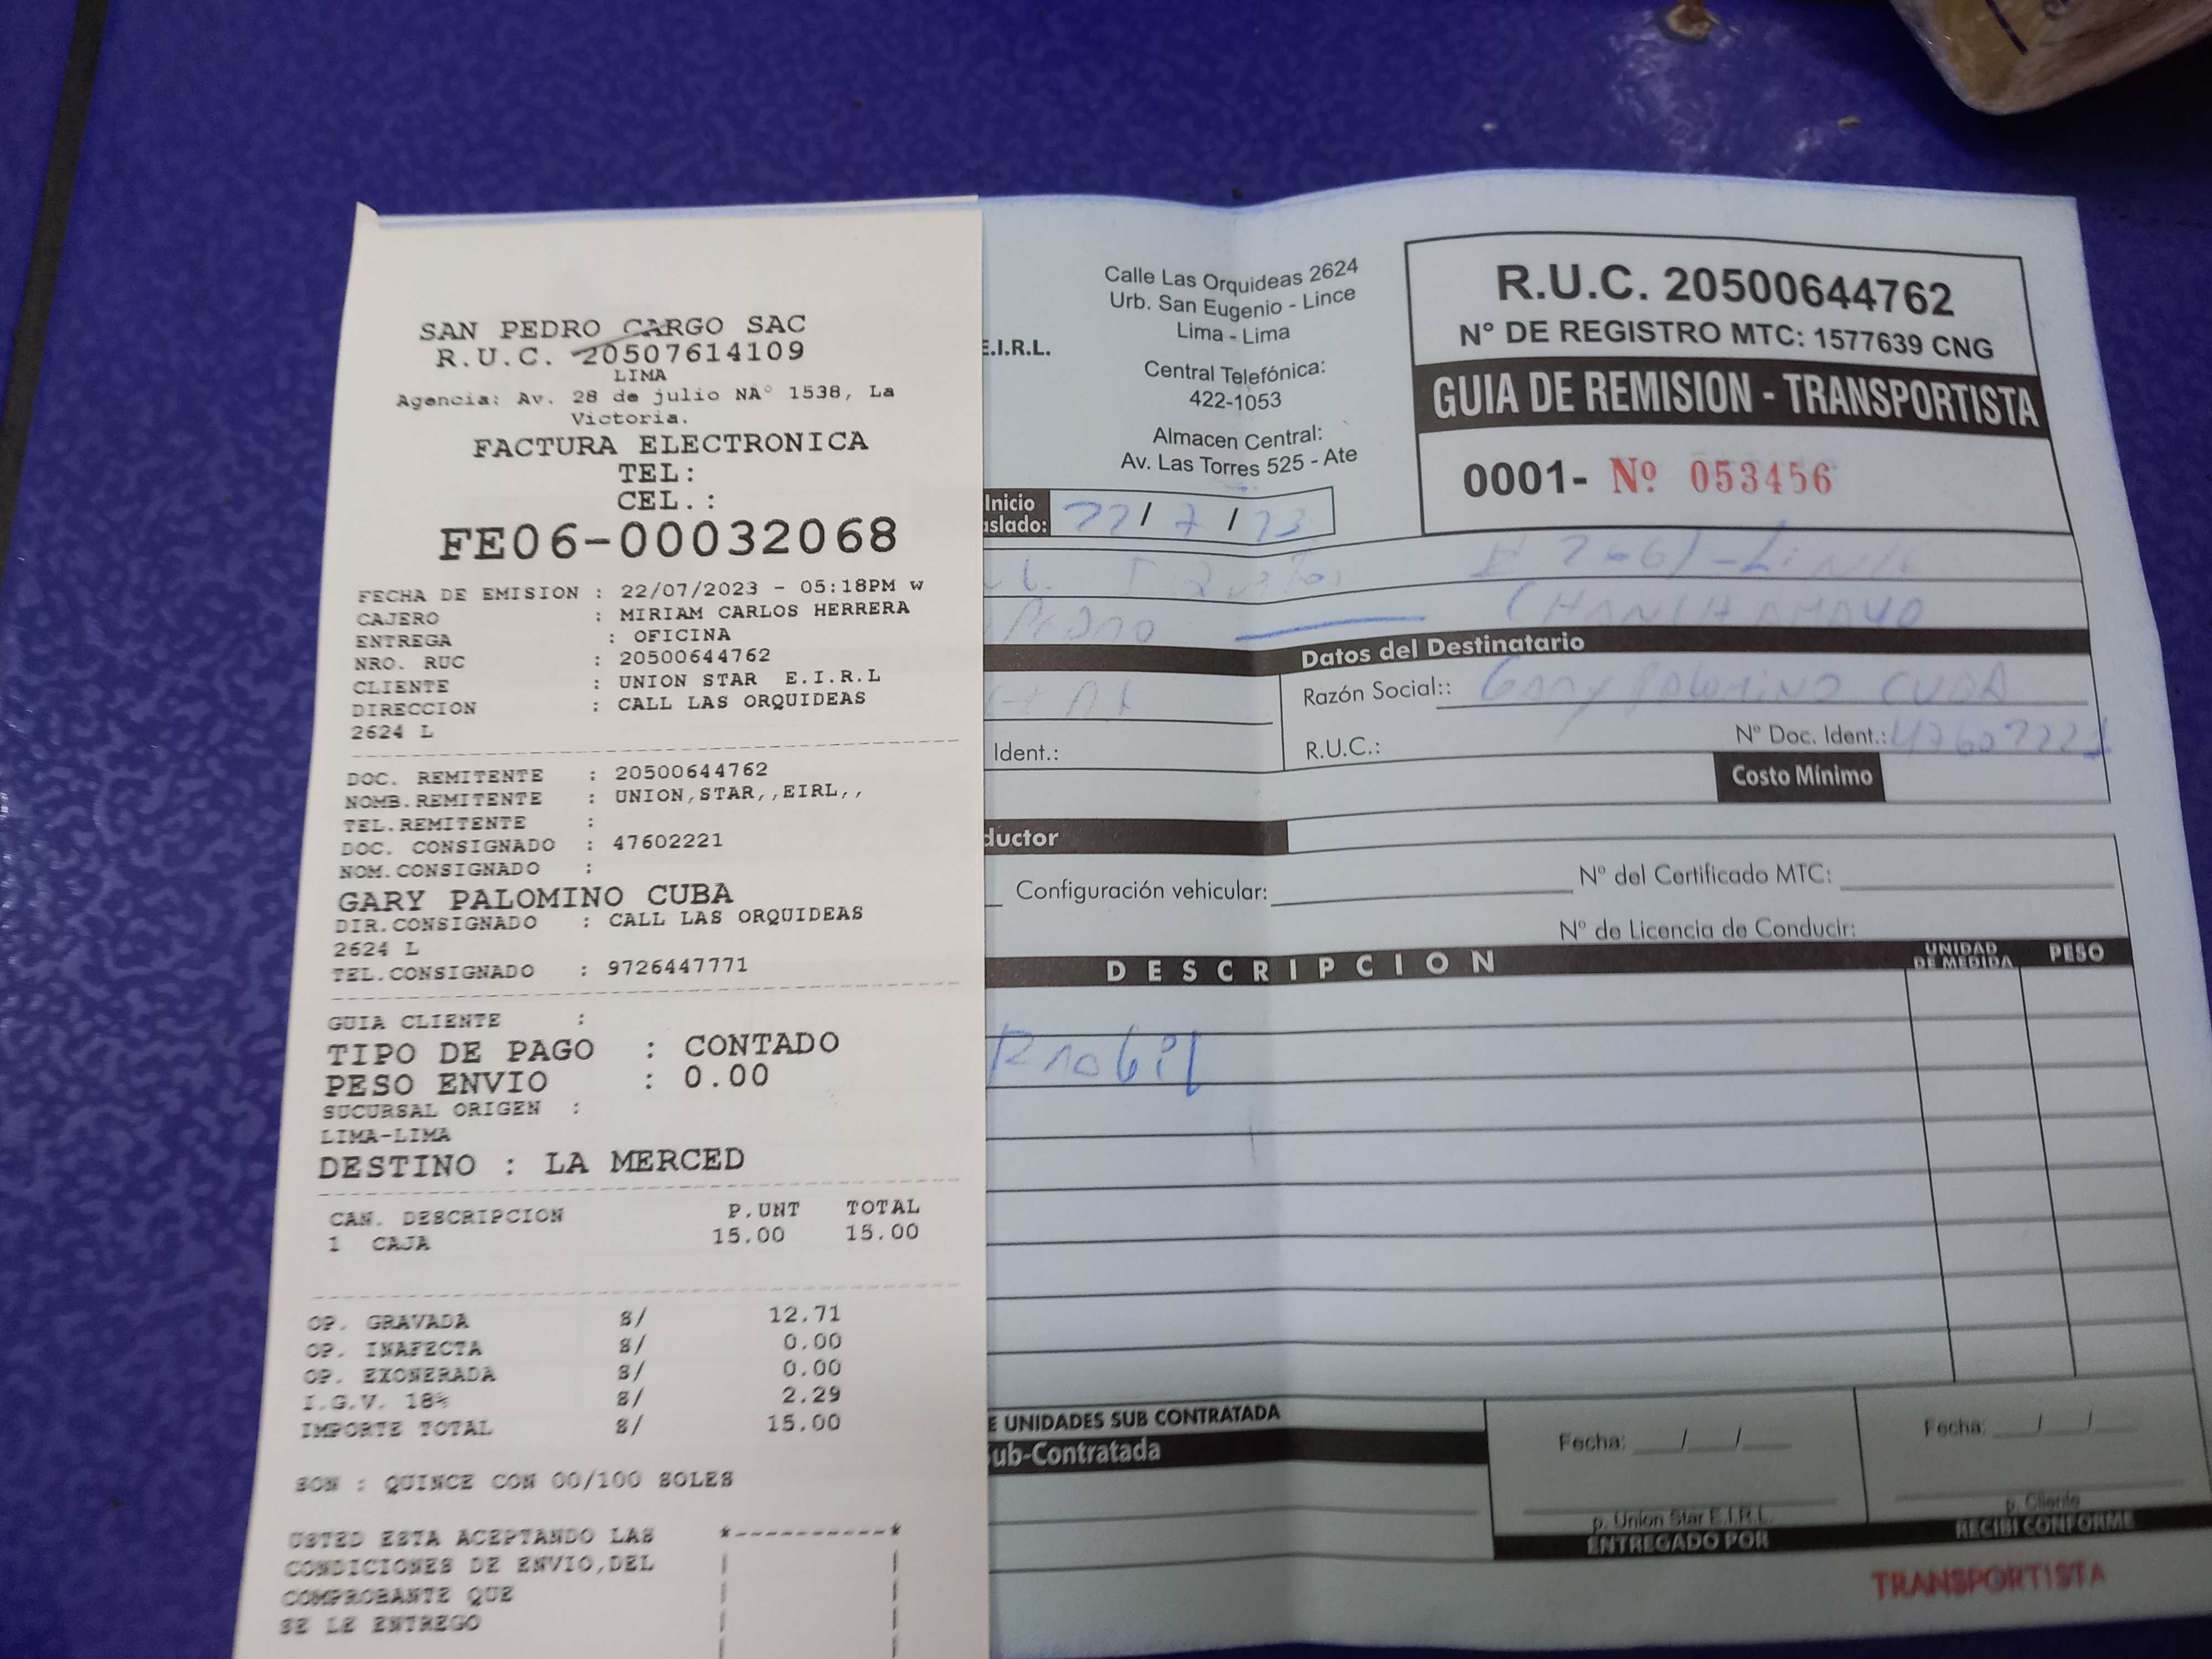 SAN PEDRO CARGO SAC
R.U.C. 20507614109
LIMA
Agencia: Av. 28 de julio NA° 1538, La
Victoria.
FACTURA ELECTRONICA
TEL:
CEL.:
FE06-00032068
FECHA DE EMISION : 22/07/2023 - 05:18PM w
CAJERO : MIRIAM CARLOS HERRERA
ENTREGA : OFICINA
NRO. RUC : 20500644762
CLIENTE : UNION STAR E.I.R.L
DIRECCION : CALL LAS ORQUIDEAS
2624 L
DOC. REMITENTE : 20500644762
NOMB.REMITENTE : UNION,STAR,,EIRL,,
TEL.REMITENTE :
DOC. CONSIGNADO : 47602221
NOM.CONSIGNADO :
GARY PALOMINO CUBA
DIR.CONSIGNADO : CALL LAS ORQUIDEAS
2624 L
TEL.CONSIGNADO : 9726447771
GUIA CLIENTE :
TIPO DE PAGO : CONTADO
PESO ENVIO : 0.00
SUCURSAL ORIGEN :
LIMA-LIMA
DESTINO : LA MERCED
CAN. DESCRIPCION P.UNT TOTAL
1 CAJA 15.00 15.00
OP. GRAVADA S/ 12.71
OP. INAFECTA S/ 0.00
OP. EXONERADA S/ 0.00
I.G.V. 18% S/ 2.29
IMPORTE TOTAL S/ 15.00
SON : QUINCE CON 00/100 SOLES
USTED ESTA ACEPTANDO LAS
CONDICIONES DE ENVIO,DEL
COMPROBANTE QUE
SE LE ENTREGO
E.I.R.L.
Calle Las Orquideas 2624
Urb. San Eugenio - Lince
Lima - Lima
Central Telefónica:
422-1053
Almacen Central:
Av. Las Torres 525 - Ate
R.U.C. 20500644762
N° DE REGISTRO MTC: 1577639 CNG
GUIA DE REMISION - TRANSPORTISTA
0001- Nº 053456
Inicio
aslado: 22/ 7 / 23
Pedro CHANCHAMAYO
Datos del Destinatario
Razón Social:: Gary Palomino CUBA
Ident.: R.U.C.: N° Doc. Ident.:
Costo Mínimo
ductor
Configuración vehicular: N° del Certificado MTC:
N° de Licencia de Conducir:
DESCRIPCION UNIDAD DE MEDIDA PESO
E UNIDADES SUB CONTRATADA
ub-Contratada
Fecha: / / Fecha: / /
p. Union Star E.I.R.L. p. Cliente
ENTREGADO POR RECIBI CONFORME
TRANSPORTISTA